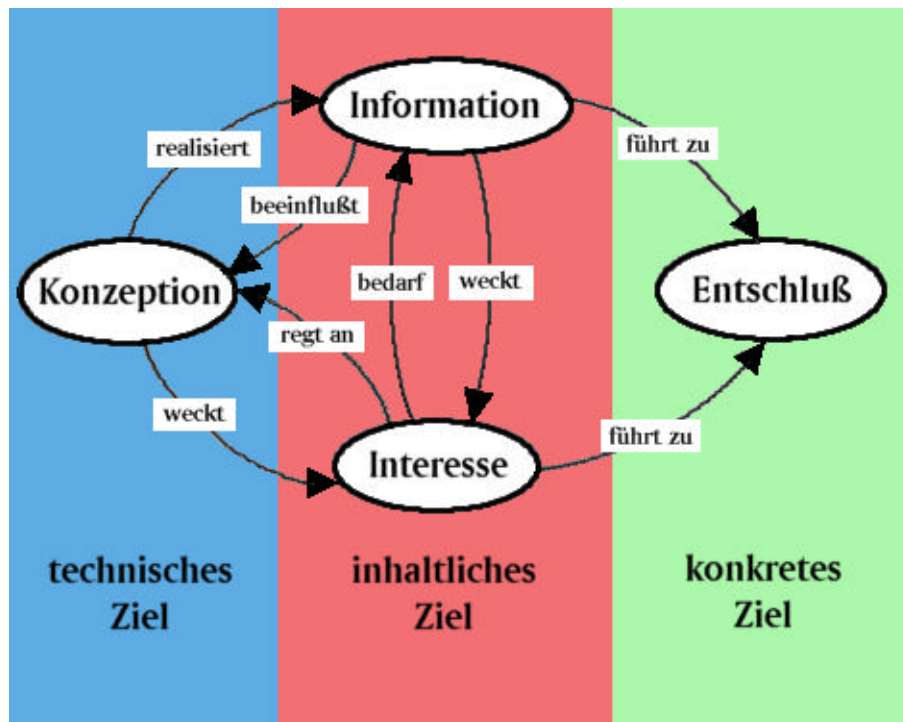 Information
realisiert
führt zu
beeinflußt
Konzeption
bedarf
weckt
Entschluß
regt an
weckt
führt zu
Interesse
technisches
Ziel
inhaltliches
Ziel
konkretes
Ziel